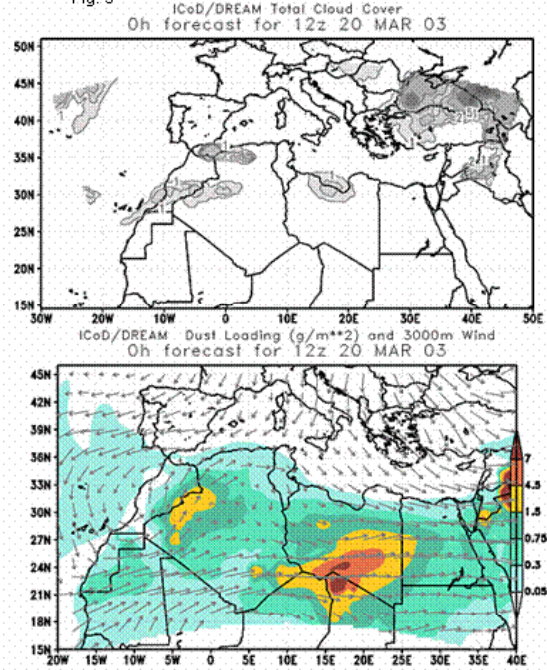 Fig. 3
ICoD/DREAM Total Cloud Cover
0h forecast for 12z 20 MAR 03
50N
45N
40N
35N
30N
25N
20N
15N
30W 20W 10W 0 10E 20E 30E 40E 50E
ICoD/DREAM Dust Loading (g/m**2) and 3000m Wind
0h forecast for 12z 20 MAR 03
45N
42N
39N
36N
33N
30N
27N
24N
21N
18N
15N
20W 15W 10W 5W 0 5E 10E 15E 20E 25E 30E 35E 40E
7
4.5
1.5
0.75
0.3
0.05